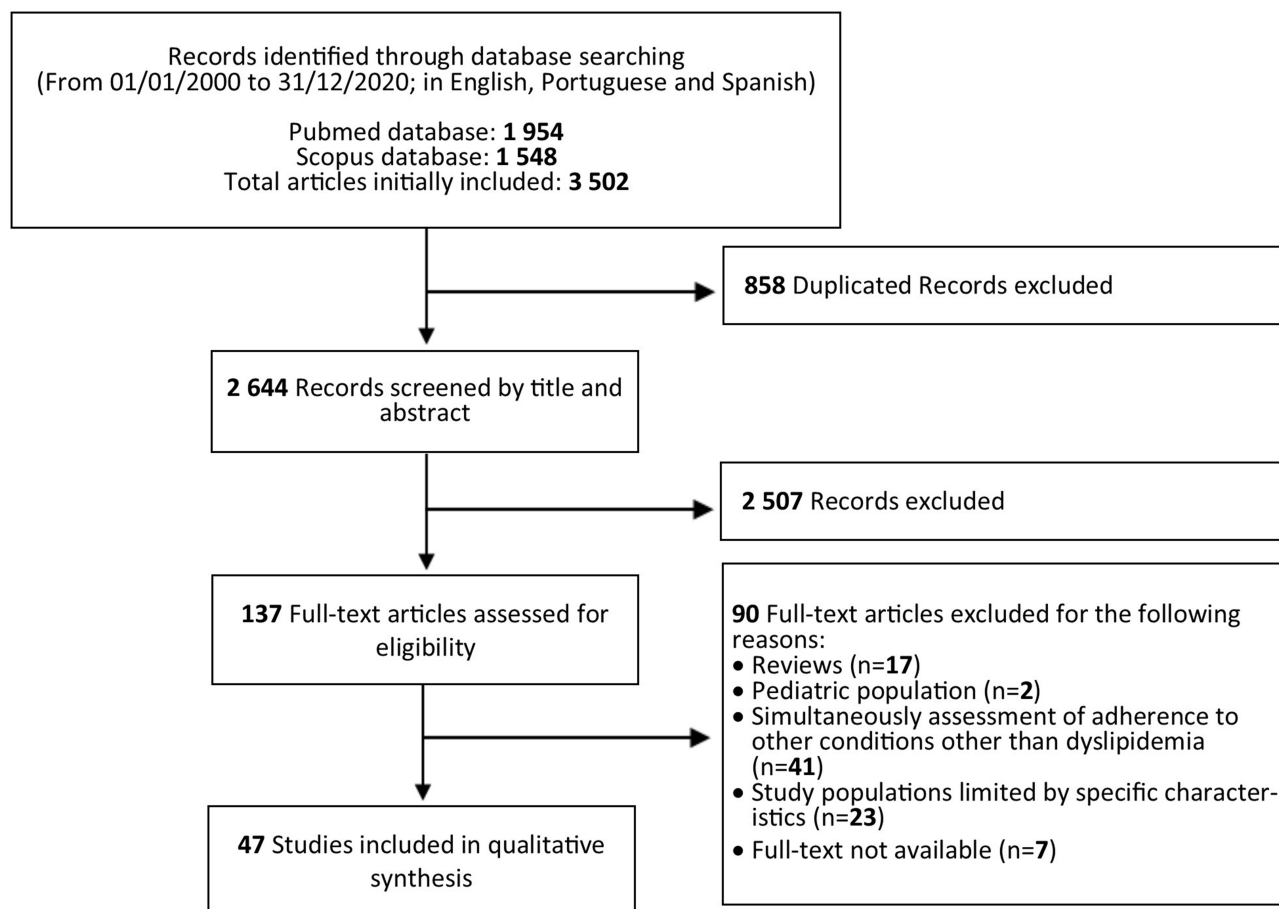 Records identified through database searching
(From 01/01/2000 to 31/12/2020; in English, Portuguese and Spanish)
Pubmed database: 1 954
Scopus database: 1 548
Total articles initially included: 3 502
858 Duplicated Records excluded
2 644 Records screened by title and
abstract
2 507 Records excluded
137 Full-text articles assessed for
eligibility
90 Full-text articles excluded for the following
reasons:
• Reviews (n=17)
• Pediatric population (n=2)
• Simultaneously assessment of adherence to
other conditions other than dyslipidemia
(n=41)
• Study populations limited by specific character-
istics (n=23)
• Full-text not available (n=7)
47 Studies included in qualitative
synthesis